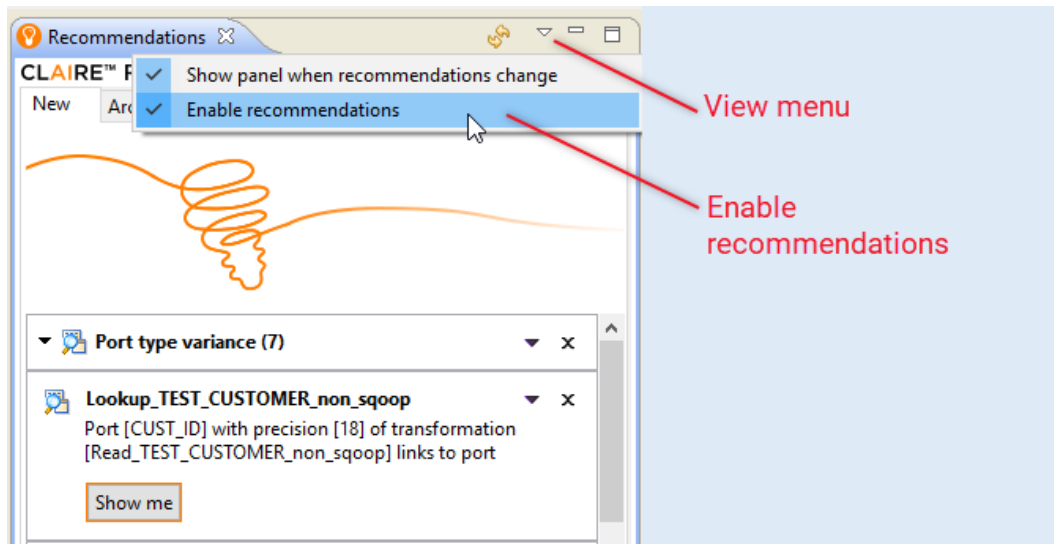 Recommendations
CLAIRE™
Show panel when recommendations change
New
Enable recommendations
View menu
Enable
recommendations
Port type variance (7)
Lookup_TEST_CUSTOMER_non_sqoop
Port [CUST_ID] with precision [18] of transformation
[Read_TEST_CUSTOMER_non_sqoop] links to port
Show me